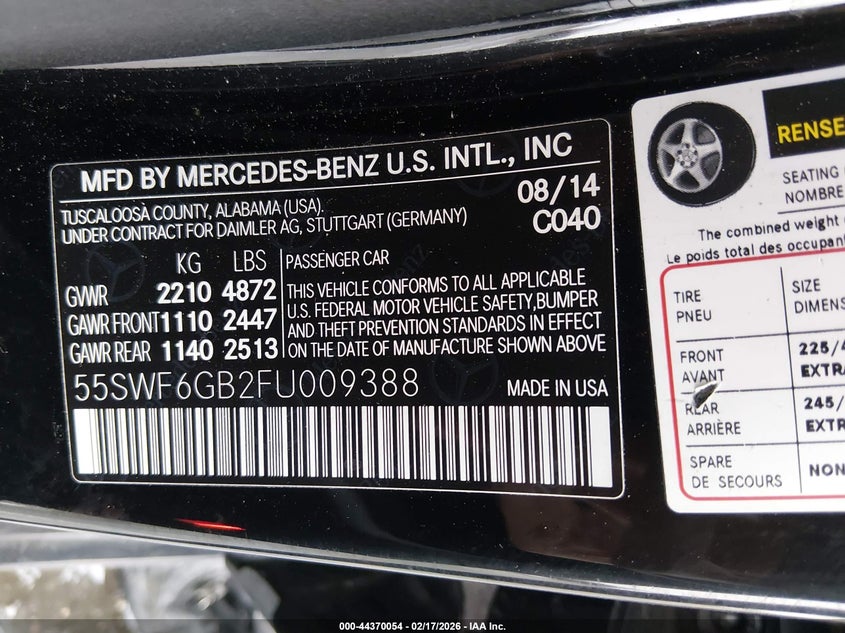 MFD BY MERCEDES-BENZ U.S. INTL., INC
TUSCALOOSA COUNTY, ALABAMA (USA).
UNDER CONTRACT FOR DAIMLER AG, STUTTGART (GERMANY)
08/14
C040
KG LBS
GVWR 2210 4872
GAWR FRONT 1110 2447
GAWR REAR 1140 2513
PASSENGER CAR
THIS VEHICLE CONFORMS TO ALL APPLICABLE
U.S. FEDERAL MOTOR VEHICLE SAFETY, BUMPER
AND THEFT PREVENTION STANDARDS IN EFFECT
ON THE DATE OF MANUFACTURE SHOWN ABOVE
55SWF6GB2FU009388
MADE IN USA
RENSE
SEATING
NOMBRE
The combined weight
Le poids total des occupan
TIRE
PNEU
SIZE
DIMENS
FRONT
AVANT
225/4
EXTRA
REAR
ARRIÈRE
245/
EXTR
SPARE
DE SECOURS
NON
000-44370054 - 02/17/2026 - IAA Inc.